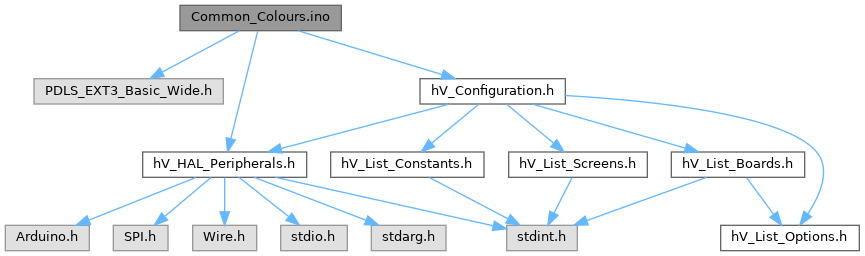 Common_Colours.ino
PDLS_EXT3_Basic_Wide.h
hV_Configuration.h
hV_HAL_Peripherals.h
hV_List_Constants.h
hV_List_Screens.h
hV_List_Boards.h
Arduino.h
SPI.h
Wire.h
stdio.h
stdarg.h
stdint.h
hV_List_Options.h